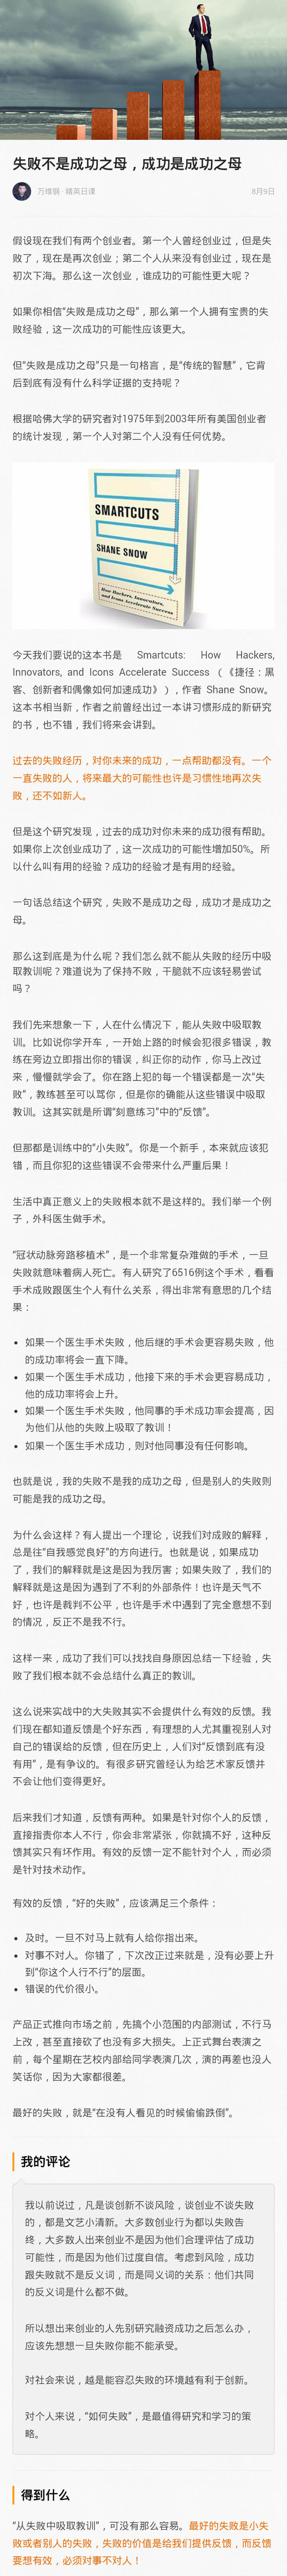 失败不是成功之母，成功是成功之母
万维钢 · 精英日课
8月9日
假设现在我们有两个创业者。第一个人曾经创业过，但是失
败了，现在是再次创业；第二个人从来没有创业过，现在是
初次下海。那么这一次创业，谁成功的可能性更大呢？
如果你相信“失败是成功之母”，那么第一个人拥有宝贵的失
败经验，这一次成功的可能性应该更大。
但“失败是成功之母”只是一句格言，是“传统的智慧”，它背
后到底有没有什么科学证据的支持呢？
根据哈佛大学的研究者对1975年到2003年所有美国创业者
的统计发现，第一个人对第二个人没有任何优势。
SMARTCUTS
SHANE SNOW
How Hackers, Innovators,
and Icons Accelerate Success
今天我们要说的这本书是 Smartcuts: How Hackers,
Innovators, and Icons Accelerate Success （《捷径：黑
客、创新者和偶像如何加速成功》），作者 Shane Snow。
这本书相当新，作者之前曾经出过一本讲习惯形成的新研究
的书，也不错，我们将来会讲到。
过去的失败经历，对你未来的成功，一点帮助都没有。一个
一直失败的人，将来最大的可能性也许是习惯性地再次失
败，还不如新人。
但是这个研究发现，过去的成功对你未来的成功很有帮助。
如果你上次创业成功了，这一次成功的可能性增加50%。所
以什么叫有用的经验？成功的经验才是有用的经验。
一句话总结这个研究，失败不是成功之母，成功才是成功之
母。
那么这到底是为什么呢？我们怎么就不能从失败的经历中吸
取教训呢？难道说为了保持不败，干脆就不应该轻易尝试
吗？
我们先来想象一下，人在什么情况下，能从失败中吸取教
训。比如说你学开车，一开始上路的时候会犯很多错误，教
练在旁边立即指出你的错误，纠正你的动作，你马上改过
来，慢慢就学会了。你在路上犯的每一个错误都是一次“失
败”，教练甚至可以骂你，但是你的确能从这些错误中吸取
教训。这其实就是所谓“刻意练习”中的“反馈”。
但那都是训练中的“小失败”。你是一个新手，本来就应该犯
错，而且你犯的这些错误不会带来什么严重后果！
生活中真正意义上的失败根本就不是这样的。我们举一个例
子，外科医生做手术。
“冠状动脉旁路移植术”，是一个非常复杂难做的手术，一旦
失败就意味着病人死亡。有人研究了6516例这个手术，看看
手术成败跟医生个人有什么关系，得出非常有意思的几个结
果：
• 如果一个医生手术失败，他后继的手术会更容易失败，他
的成功率将会一直下降。
• 如果一个医生手术成功，他接下来的手术会更容易成功，
他的成功率将会上升。
• 如果一个医生手术失败，他同事的手术成功率会提高，因
为他们从他的失败上吸取了教训！
• 如果一个医生手术成功，则对他同事没有任何影响。
也就是说，我的失败不是我的成功之母，但是别人的失败则
可能是我的成功之母。
为什么会这样？有人提出一个理论，说我们对成败的解释，
总是往“自我感觉良好”的方向进行。也就是说，如果成功
了，我们的解释就是这是因为我厉害；如果失败了，我们的
解释就是这是因为遇到了不利的外部条件！也许是天气不
好，也许是裁判不公平，也许是手术中遇到了完全意想不到
的情况，反正不是我不行。
这样一来，成功了我们可以找找自身原因总结一下经验，失
败了我们根本就不会总结什么真正的教训。
这么说来实战中的大失败其实不会提供什么有效的反馈。我
们现在都知道反馈是个好东西，有理想的人尤其重视别人对
自己的错误给的反馈，但在历史上，人们对“反馈到底有没
有用”，是有争议的。有很多研究曾经认为给艺术家反馈并
不会让他们变得更好。
后来我们才知道，反馈有两种。如果是针对你个人的反馈，
直接指责你本人不行，你会非常紧张，你就搞不好，这种反
馈其实只有坏作用。有效的反馈一定不能针对个人，而必须
是针对技术动作。
有效的反馈，“好的失败”，应该满足三个条件：
• 及时。一旦不对马上就有人给你指出来。
• 对事不对人。你错了，下次改正过来就是，没有必要上升
到“你这个人行不行”的层面。
• 错误的代价很小。
产品正式推向市场之前，先搞个小范围的内部测试，不行马
上改，甚至直接砍了也没有多大损失。上正式舞台表演之
前，每个星期在艺校内部给同学表演几次，演的再差也没人
笑话你，因为大家都很差。
最好的失败，就是“在没有人看见的时候偷偷跌倒”。
我的评论
我以前说过，凡是谈创新不谈风险，谈创业不谈失败
的，都是文艺小清新。大多数创业行为都以失败告
终，大多数人出来创业不是因为他们合理评估了成功
可能性，而是因为他们过度自信。考虑到风险，成功
跟失败就不是反义词，而是同义词的关系：他们共同
的反义词是什么都不做。
所以想出来创业的人先别研究融资成功之后怎么办，
应该先想想一旦失败你能不能承受。
对社会来说，越是能容忍失败的环境越有利于创新。
对个人来说，“如何失败”，是最值得研究和学习的策
略。
得到什么
“从失败中吸取教训”，可没有那么容易。最好的失败是小失
败或者别人的失败，失败的价值是给我们提供反馈，而反馈
要想有效，必须对事不对人！